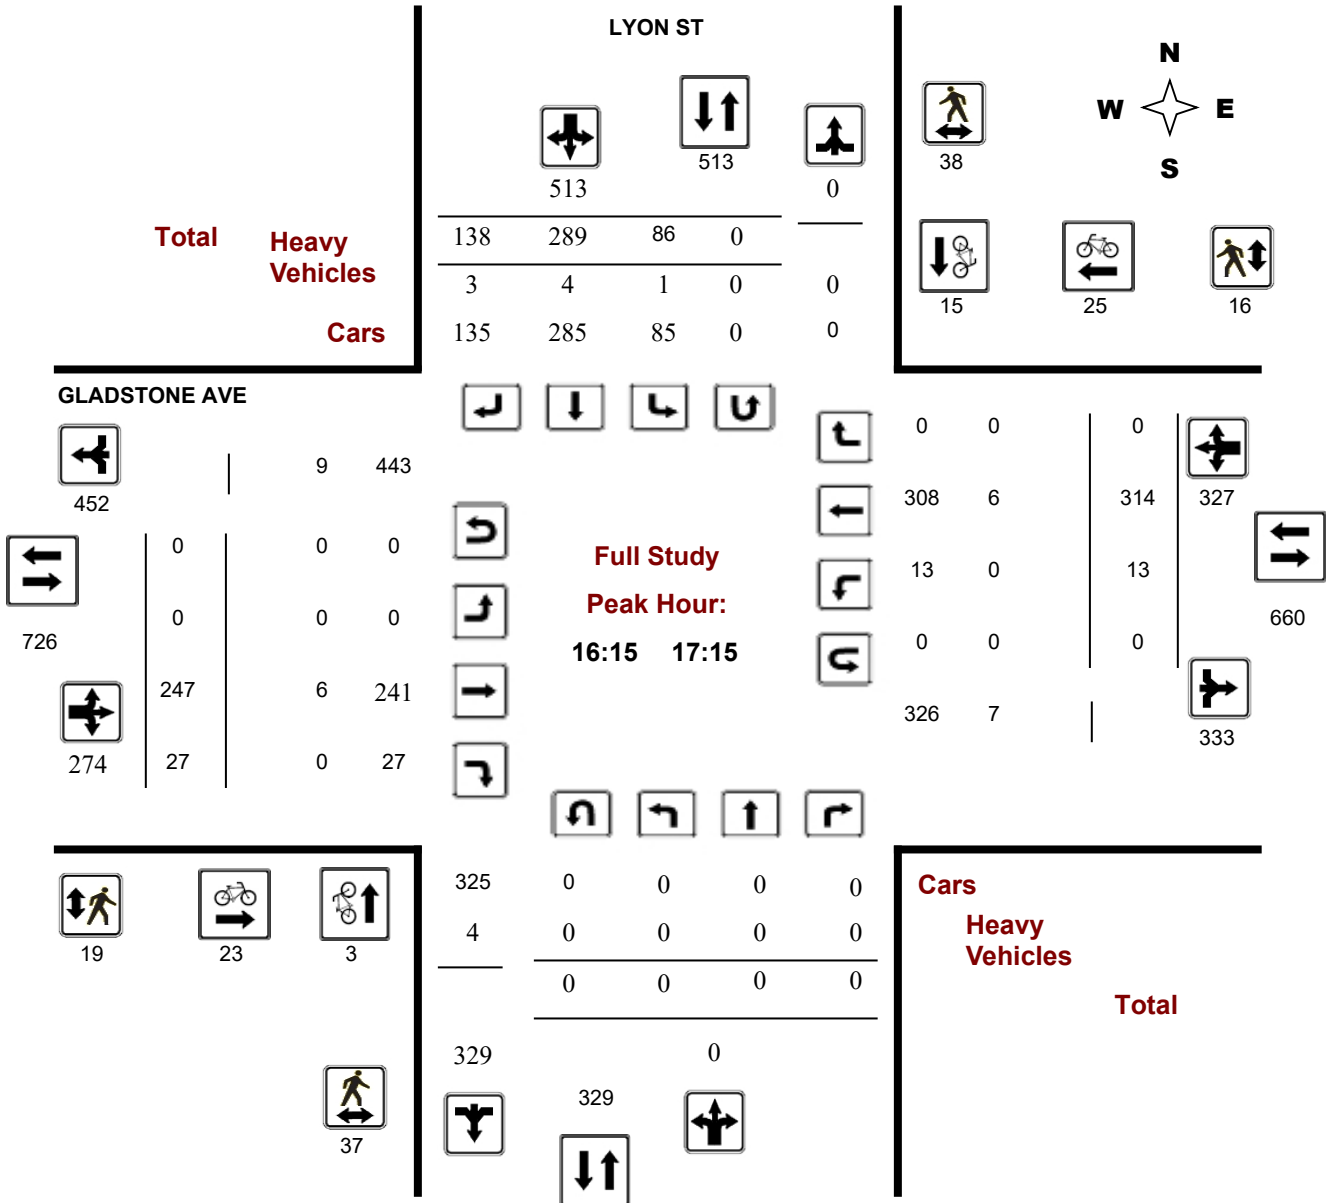 LYON ST
N
W E
S
513
38
513 0
Total Heavy Vehicles
138 289 86 0
3 4 1 0 0
Cars 135 285 85 0 0
15 25 16
GLADSTONE AVE
452
9 443
0 0 0
726
0 0 0
247 6 241
274 27 0 27
Full Study
Peak Hour:
16:15 17:15
0 0 0
308 6 314 327
13 0 13
660
0 0 0
326 7
333
19 23 3
37
325 0 0 0 0
4 0 0 0 0
0 0 0 0
329 0
329
Cars
Heavy
Vehicles
Total